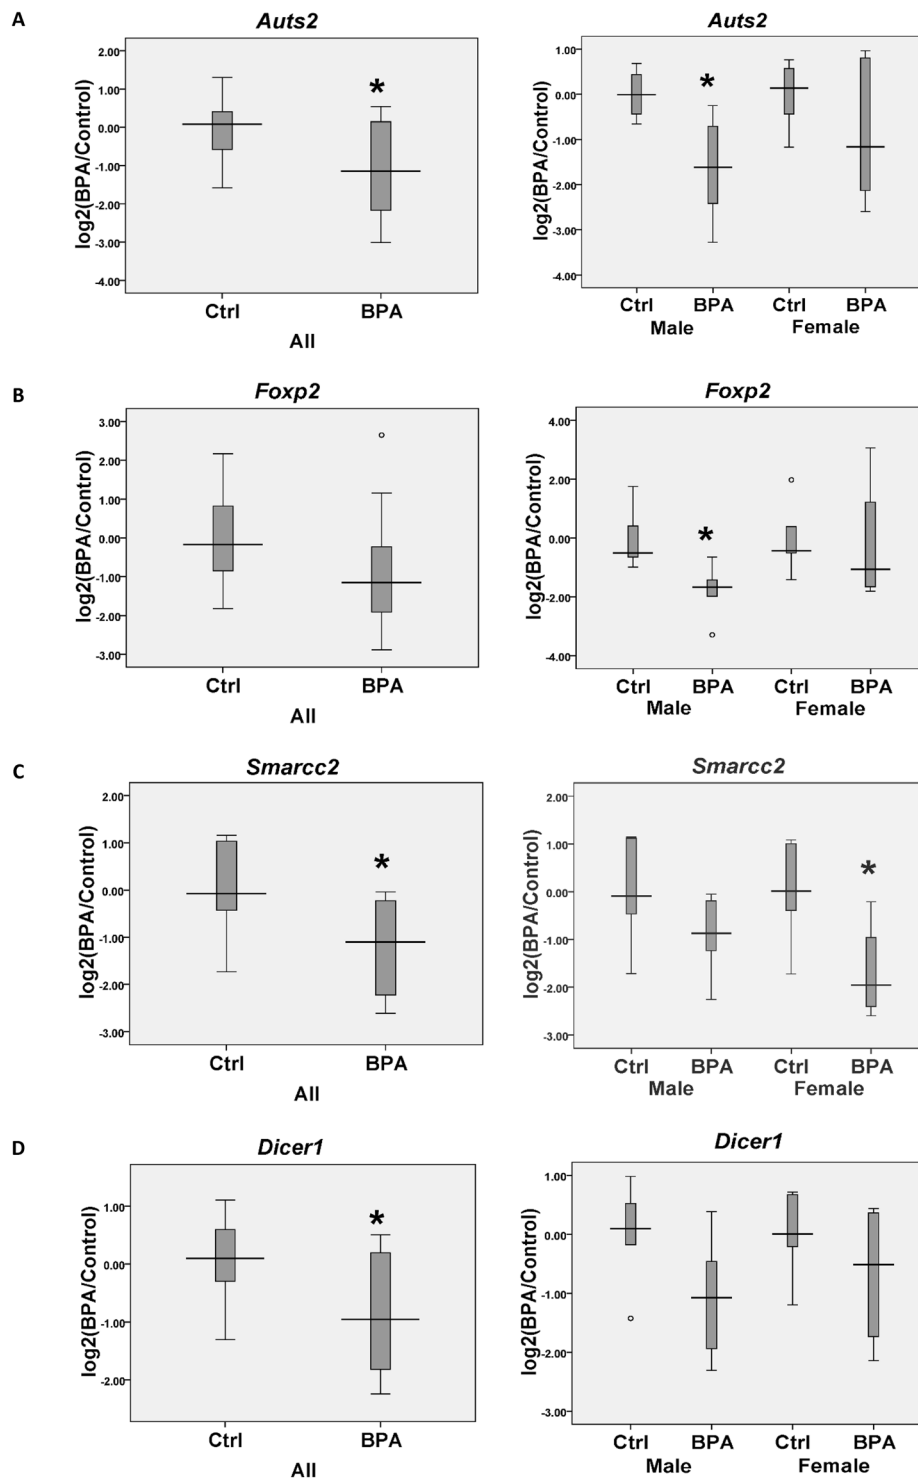 A
Auts2
2.00
1.00
0.00
-1.00
-2.00
-3.00
-4.00
log2(BPA/Control)
*
Ctrl
BPA
All
Auts2
1.00
0.00
-1.00
-2.00
-3.00
-4.00
log2(BPA/Control)
*
Ctrl
BPA
Ctrl
BPA
Male
Female
B
Foxp2
3.00
2.00
1.00
0.00
-1.00
-2.00
-3.00
log2(BPA/Control)
Ctrl
BPA
All
Foxp2
4.00
2.00
0.00
-2.00
-4.00
log2(BPA/Control)
*
Ctrl
BPA
Ctrl
BPA
Male
Female
C
Smarcc2
2.00
1.00
0.00
-1.00
-2.00
-3.00
log2(BPA/Control)
*
Ctrl
BPA
All
Smarcc2
2.00
1.00
0.00
-1.00
-2.00
-3.00
log2(BPA/Control)
*
Ctrl
BPA
Ctrl
BPA
Male
Female
D
Dicer1
1.00
0.00
-1.00
-2.00
log2(BPA/Control)
*
Ctrl
BPA
All
Dicer1
1.00
0.00
-1.00
-2.00
-3.00
log2(BPA/Control)
Ctrl
BPA
Ctrl
BPA
Male
Female